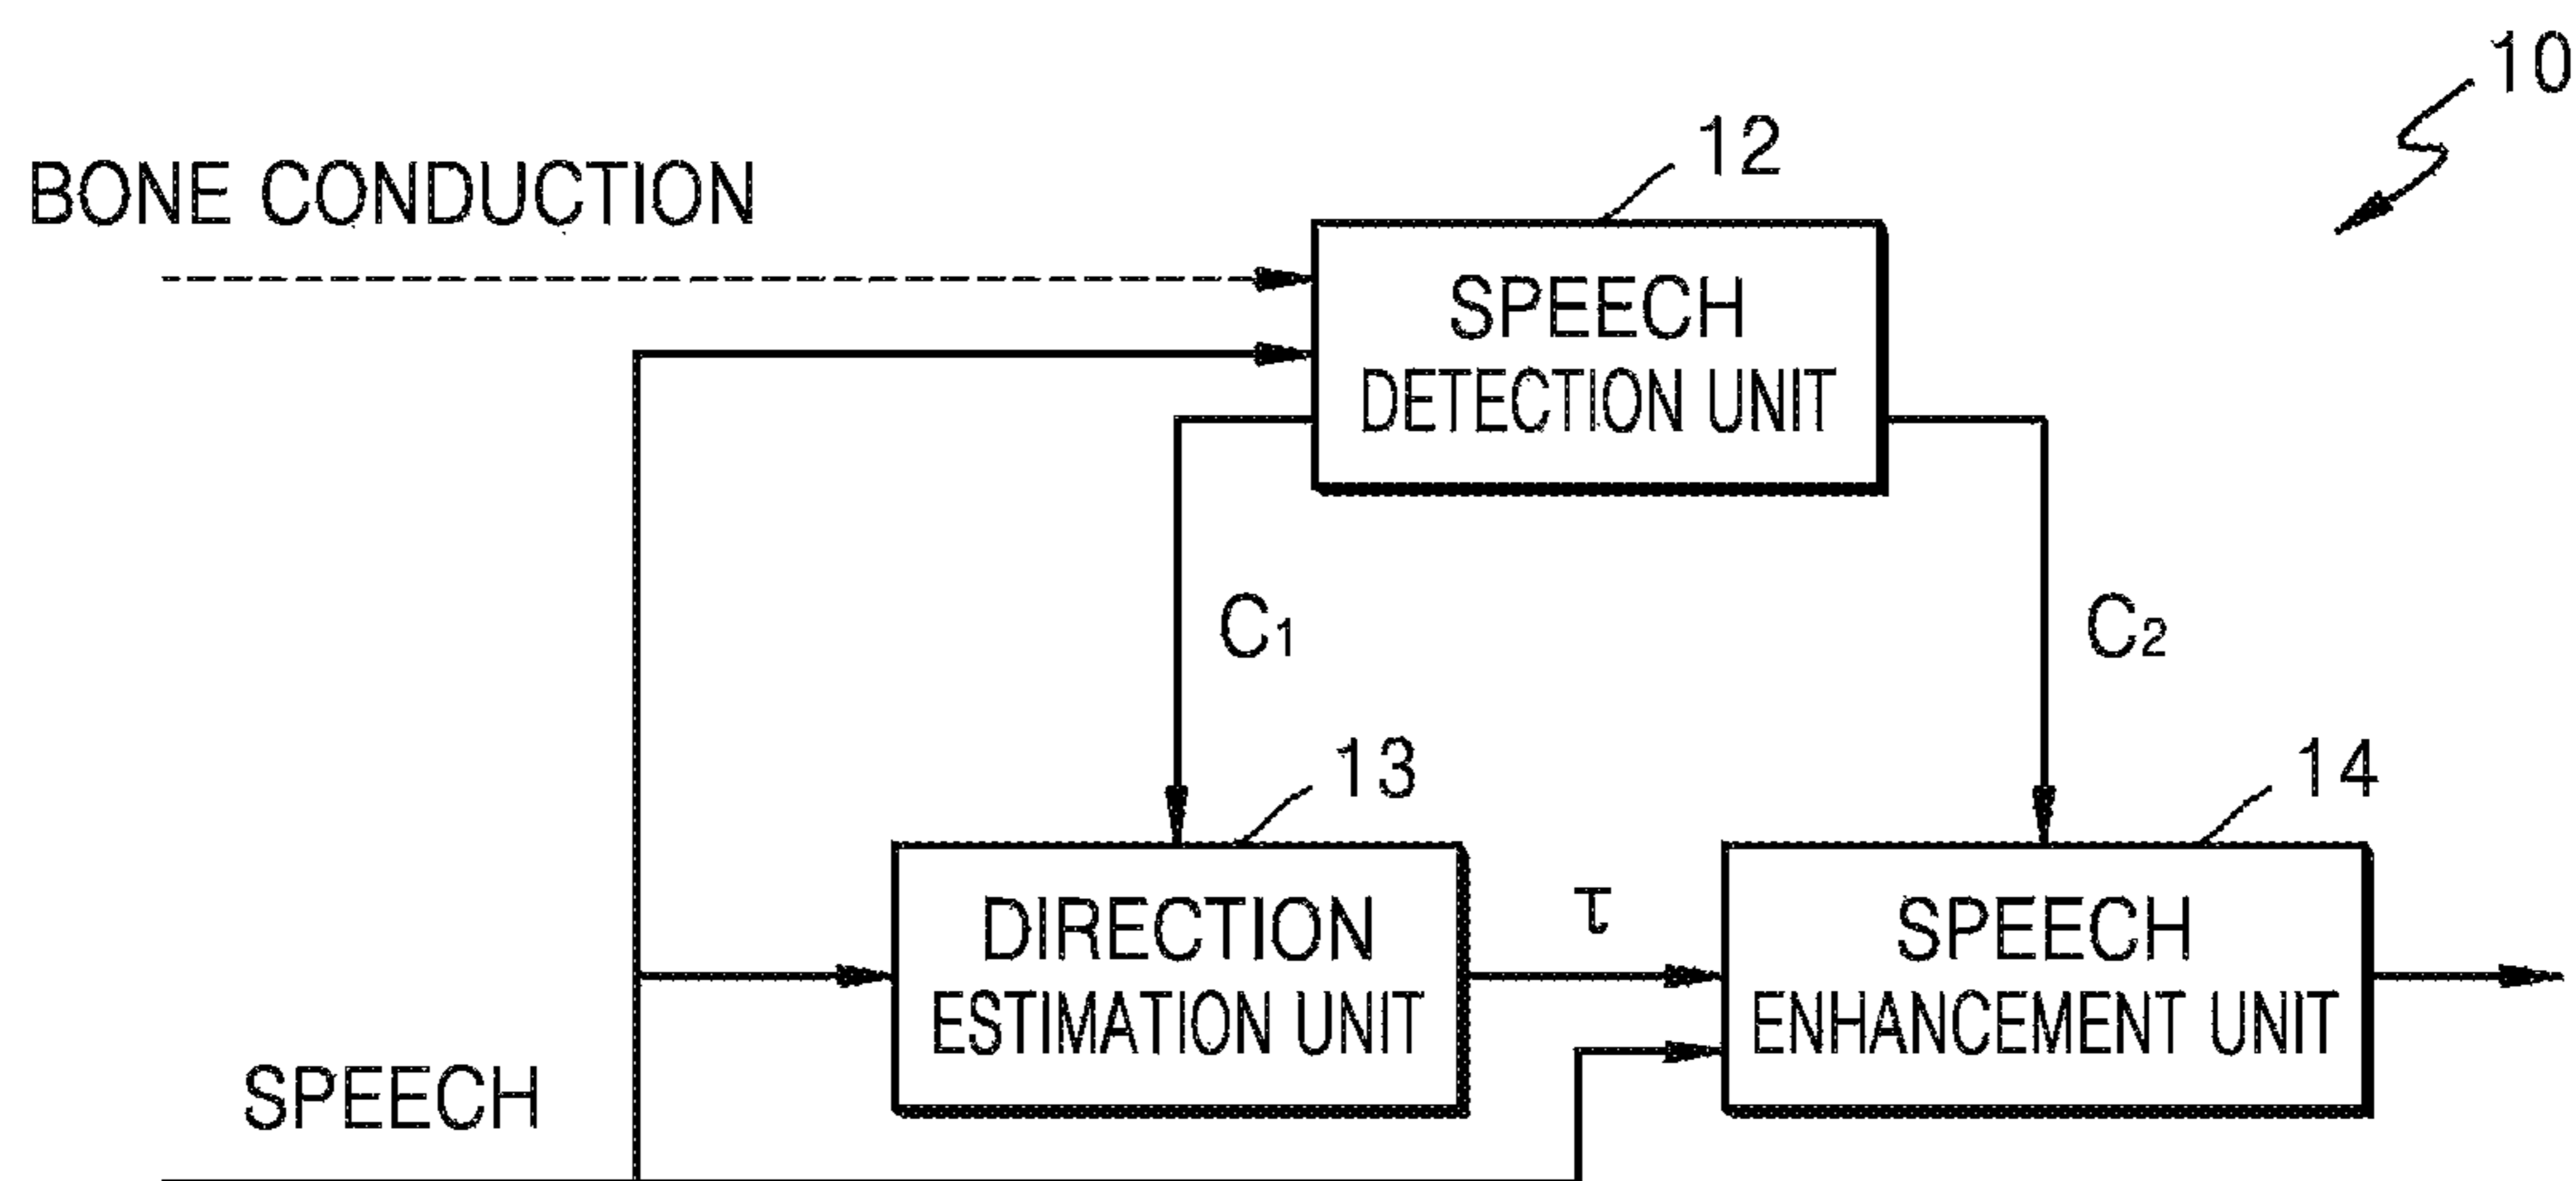 10
12
BONE CONDUCTION
SPEECH
DETECTION UNIT
C1
C2
13
14
DIRECTION
ESTIMATION UNIT
τ
SPEECH
ENHANCEMENT UNIT
SPEECH